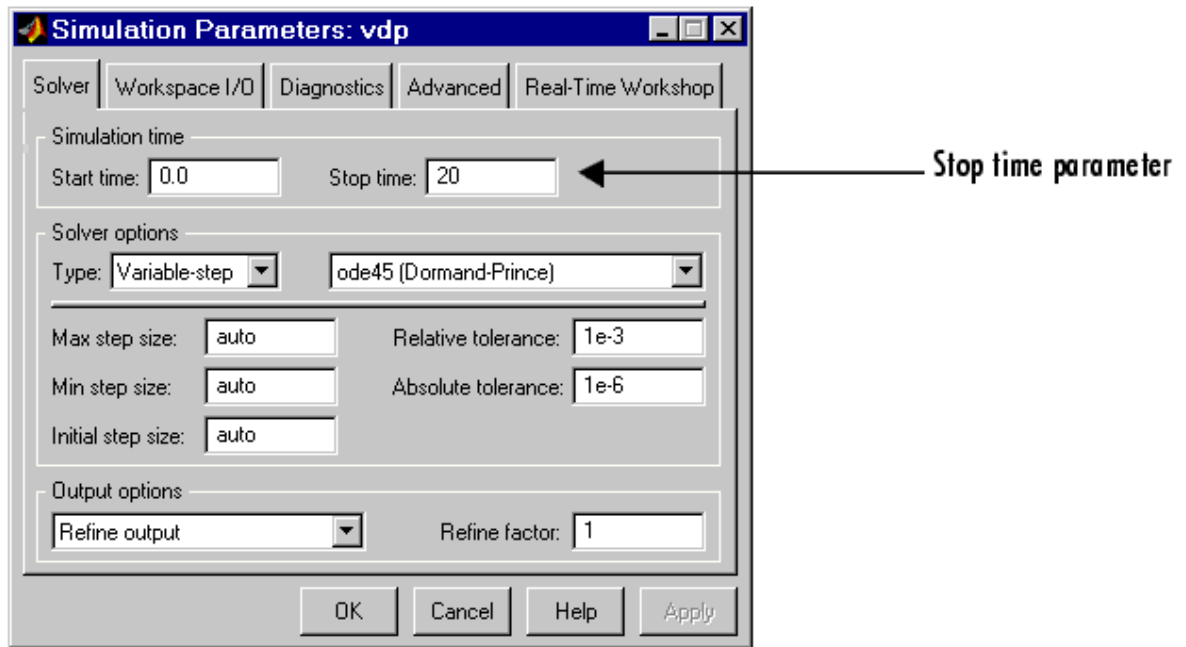 Simulation Parameters: vdp
Solver Workspace I/O Diagnostics Advanced Real-Time Workshop
Simulation time
Start time: 0.0 Stop time: 20
Stop time parameter
Solver options
Type: Variable-step ode45 (Dormand-Prince)
Max step size: auto Relative tolerance: 1e-3
Min step size: auto Absolute tolerance: 1e-6
Initial step size: auto
Output options
Refine output Refine factor: 1
OK Cancel Help Apply